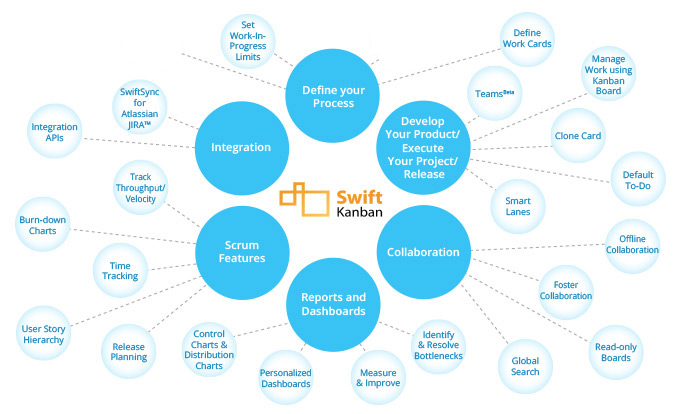 Set
Work-In-
Progress
Limits
Define your
Process
Define
Work Cards
SwiftSync
for
Atlassian
JIRA™
Integration
APIs
Integration
Teamsᴮᵉᵗᵃ
Manage
Work using
Kanban
Board
Develop
Your Product/
Execute
Your Project/
Release
Clone Card
Default
To-Do
Smart
Lanes
Swift
Kanban
Track
Throughput/
Velocity
Burn-down
Charts
Scrum
Features
Time
Tracking
User Story
Hierarchy
Release
Planning
Collaboration
Offline
Collaboration
Foster
Collaboration
Read-only
Boards
Global
Search
Reports and
Dashboards
Control
Charts &
Distribution
Charts
Personalized
Dashboards
Measure
& Improve
Identify
& Resolve
Bottlenecks